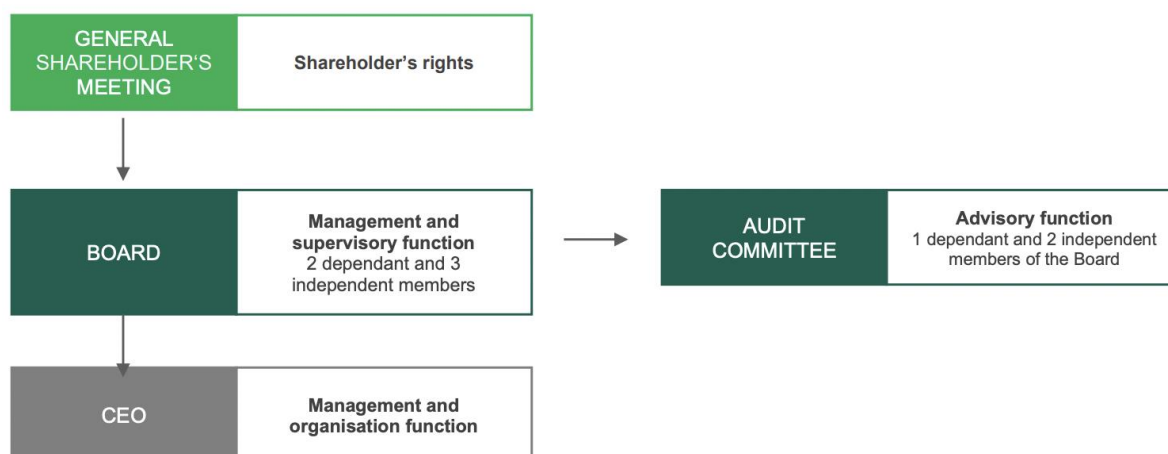 GENERAL
SHAREHOLDER‘S
MEETING
Shareholder’s rights
BOARD
Management and
supervisory function
2 dependant and 3
independent members
AUDIT
COMMITTEE
Advisory function
1 dependant and 2 independent
members of the Board
CEO
Management and
organisation function